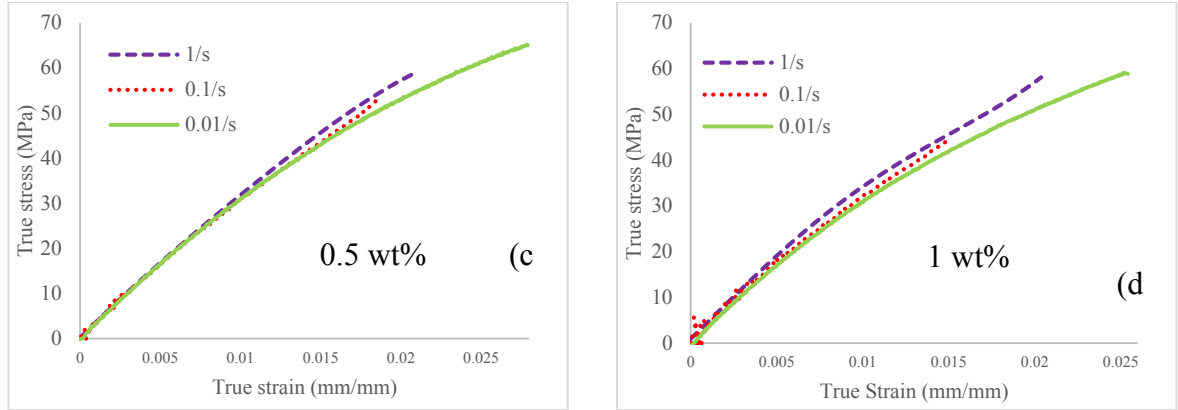 70
60
50
40
30
20
10
0
True stress (MPa)
1/s
0.1/s
0.01/s
0.5 wt%
(c
0 0.005 0.01 0.015 0.02 0.025
True strain (mm/mm)
70
60
50
40
30
20
10
0
True stress (MPa)
1/s
0.1/s
0.01/s
1 wt%
(d
0 0.005 0.01 0.015 0.02 0.025
True Strain (mm/mm)